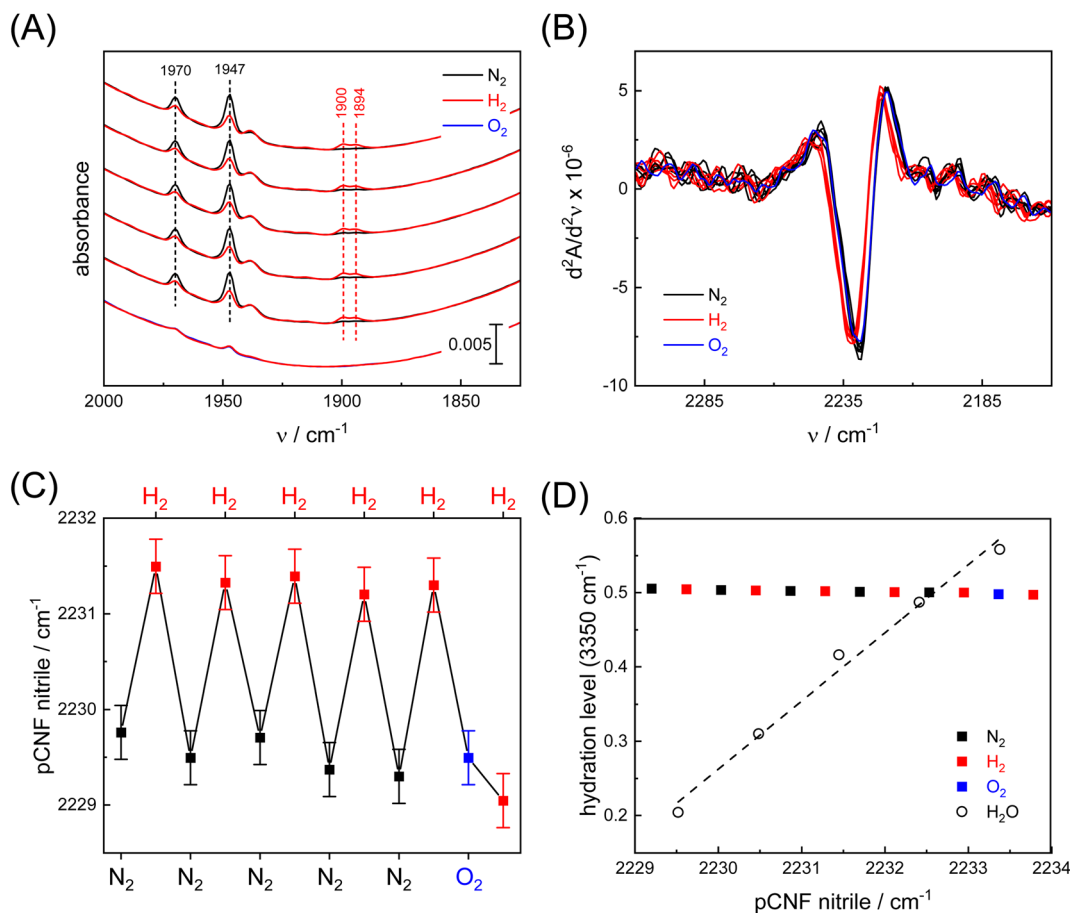 (A)
1970
1947
1900
1894
N₂
H₂
O₂
0.005
absorbance
2000
1950
1900
1850
ν / cm⁻¹
(B)
10
5
0
-5
-10
d²A/d²ν x 10⁻⁶
N₂
H₂
O₂
2285
2235
2185
ν / cm⁻¹
(C)
H₂ H₂ H₂ H₂ H₂ H₂
2232
2231
2230
2229
pCNF nitrile / cm⁻¹
N₂ N₂ N₂ N₂ N₂ O₂
(D)
0.6
0.5
0.4
0.3
0.2
hydration level (3350 cm⁻¹)
N₂
H₂
O₂
H₂O
2229 2230 2231 2232 2233 2234
pCNF nitrile / cm⁻¹